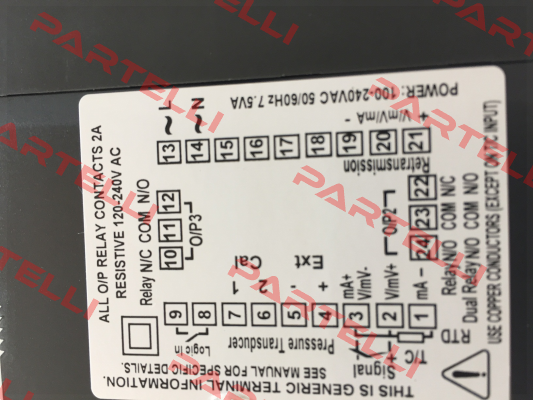 PARTELLI
PARTELLI
PARTELLI
ALL O/P RELAY CONTACTS 2A
RESISTIVE 120-240V AC
Relay N/C COM N/O
10 11 12
O/P3
13 14 15 16 17 18 19 20 21
L
N
~ ~
POWER: 100-240VAC 50/60Hz 7.5VA
V/mV/mA - +
Retransmission
O/P2
24 23 22
Relay N/O COM N/C
Dual Relay N/O COM N/O
USE COPPER CONDUCTORS (EXCEPT ON T/C INPUT)
9 8 7 6 5 4 3 2 1
Logic In
1
2
Cal
-
+
Ext
mA+
V/mV-
V/mV+
mA -
Pressure Transducer
Signal
T/C
RTD
THIS IS GENERIC TERMINAL INFORMATION.
SEE MANUAL FOR SPECIFIC DETAILS.